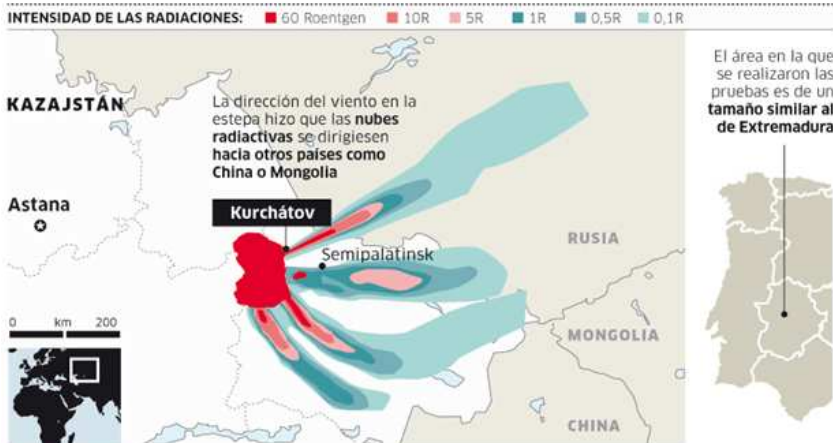 INTENSIDAD DE LAS RADIACIONES: 60 Roentgen 10R 5R 1R 0,5R 0,1R
KAZAJSTÁN
La dirección del viento en la
estepa hizo que las nubes
radiactivas se dirigiesen
hacia otros países como
China o Mongolia
Astana
Kurchátov
Semipalatinsk
RUSIA
MONGOLIA
CHINA
0 km 200
El área en la que
se realizaron las
pruebas es de un
tamaño similar al
de Extremadura